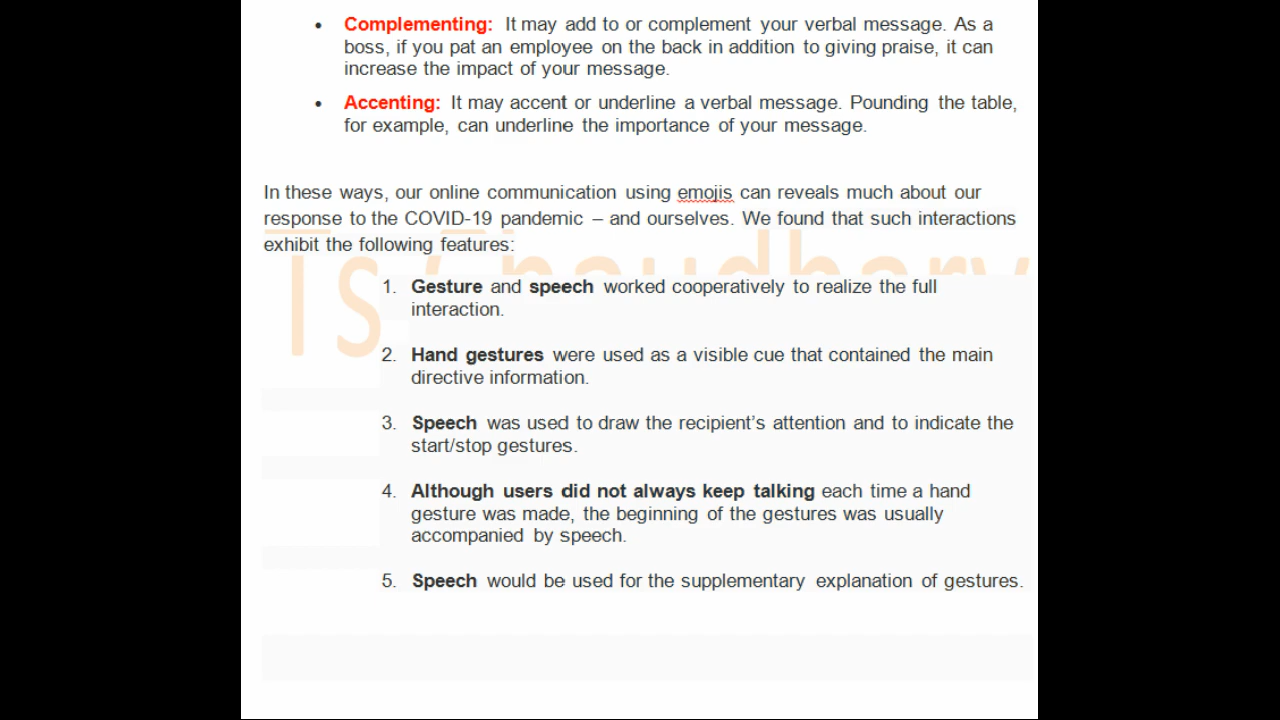 • Complementing: It may add to or complement your verbal message. As a
boss, if you pat an employee on the back in addition to giving praise, it can
increase the impact of your message.
• Accenting: It may accent or underline a verbal message. Pounding the table,
for example, can underline the importance of your message.
In these ways, our online communication using emojis can reveals much about our
response to the COVID-19 pandemic – and ourselves. We found that such interactions
exhibit the following features:
Ts Chaudhary
1. Gesture and speech worked cooperatively to realize the full
interaction.
2. Hand gestures were used as a visible cue that contained the main
directive information.
3. Speech was used to draw the recipient's attention and to indicate the
start/stop gestures.
4. Although users did not always keep talking each time a hand
gesture was made, the beginning of the gestures was usually
accompanied by speech.
5. Speech would be used for the supplementary explanation of gestures.